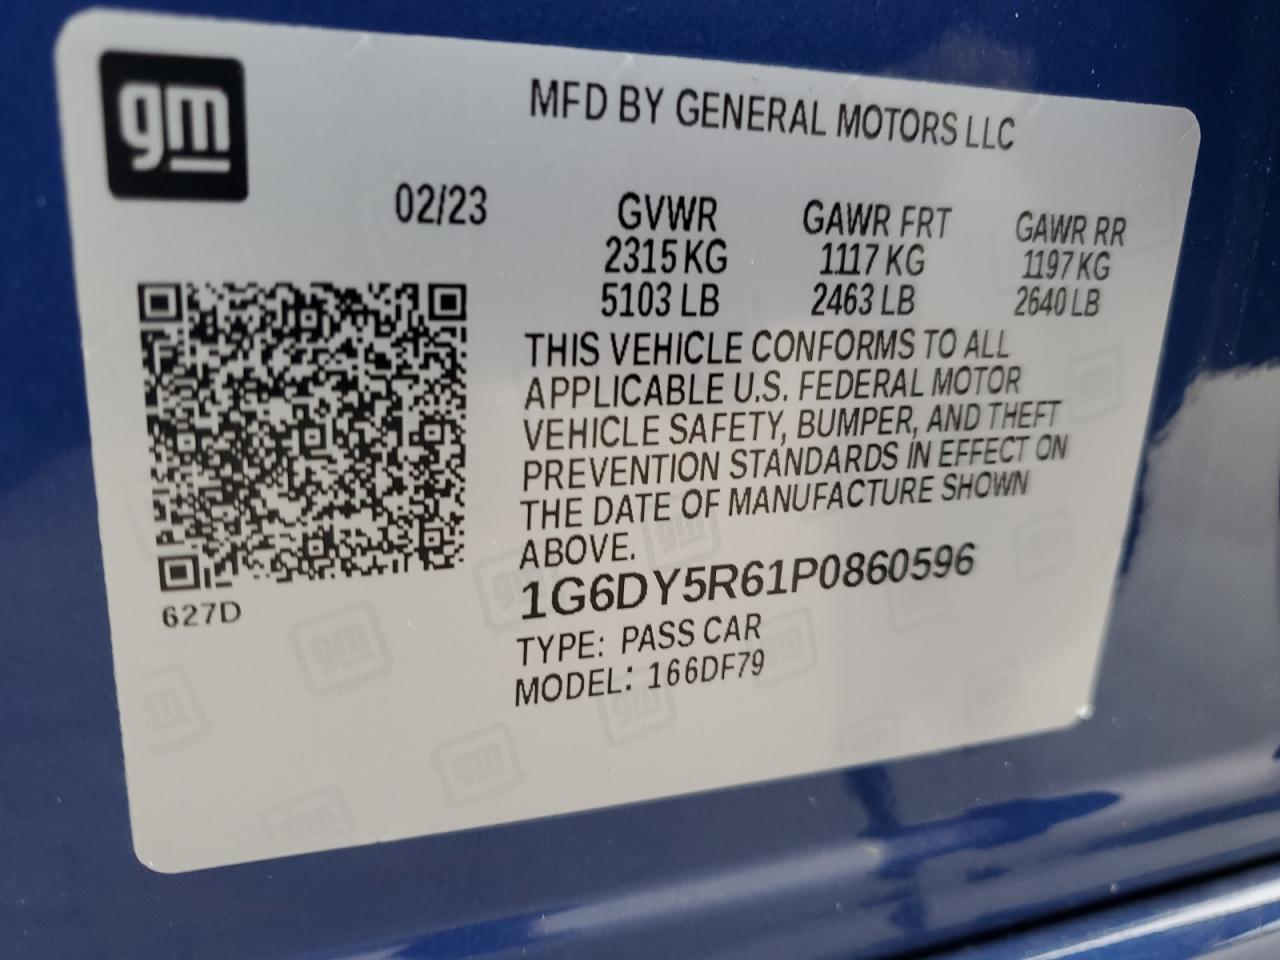 gm
MFD BY GENERAL MOTORS LLC
02/23
GVWR GAWR FRT GAWR RR
2315 KG 1117 KG 1197 KG
5103 LB 2463 LB 2640 LB
THIS VEHICLE CONFORMS TO ALL
APPLICABLE U.S. FEDERAL MOTOR
VEHICLE SAFETY, BUMPER, AND THEFT
PREVENTION STANDARDS IN EFFECT ON
THE DATE OF MANUFACTURE SHOWN
ABOVE.
1G6DY5R61P0860596
627D
TYPE: PASS CAR
MODEL: 166DF79